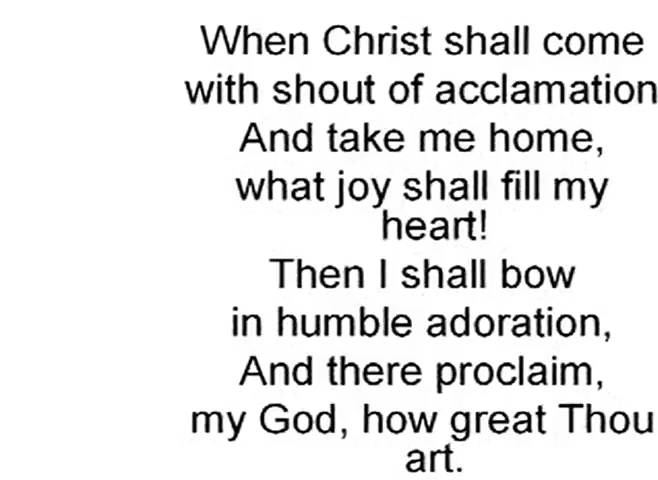 When Christ shall come
with shout of acclamation
And take me home,
what joy shall fill my
heart!
Then I shall bow
in humble adoration,
And there proclaim,
my God, how great Thou
art.